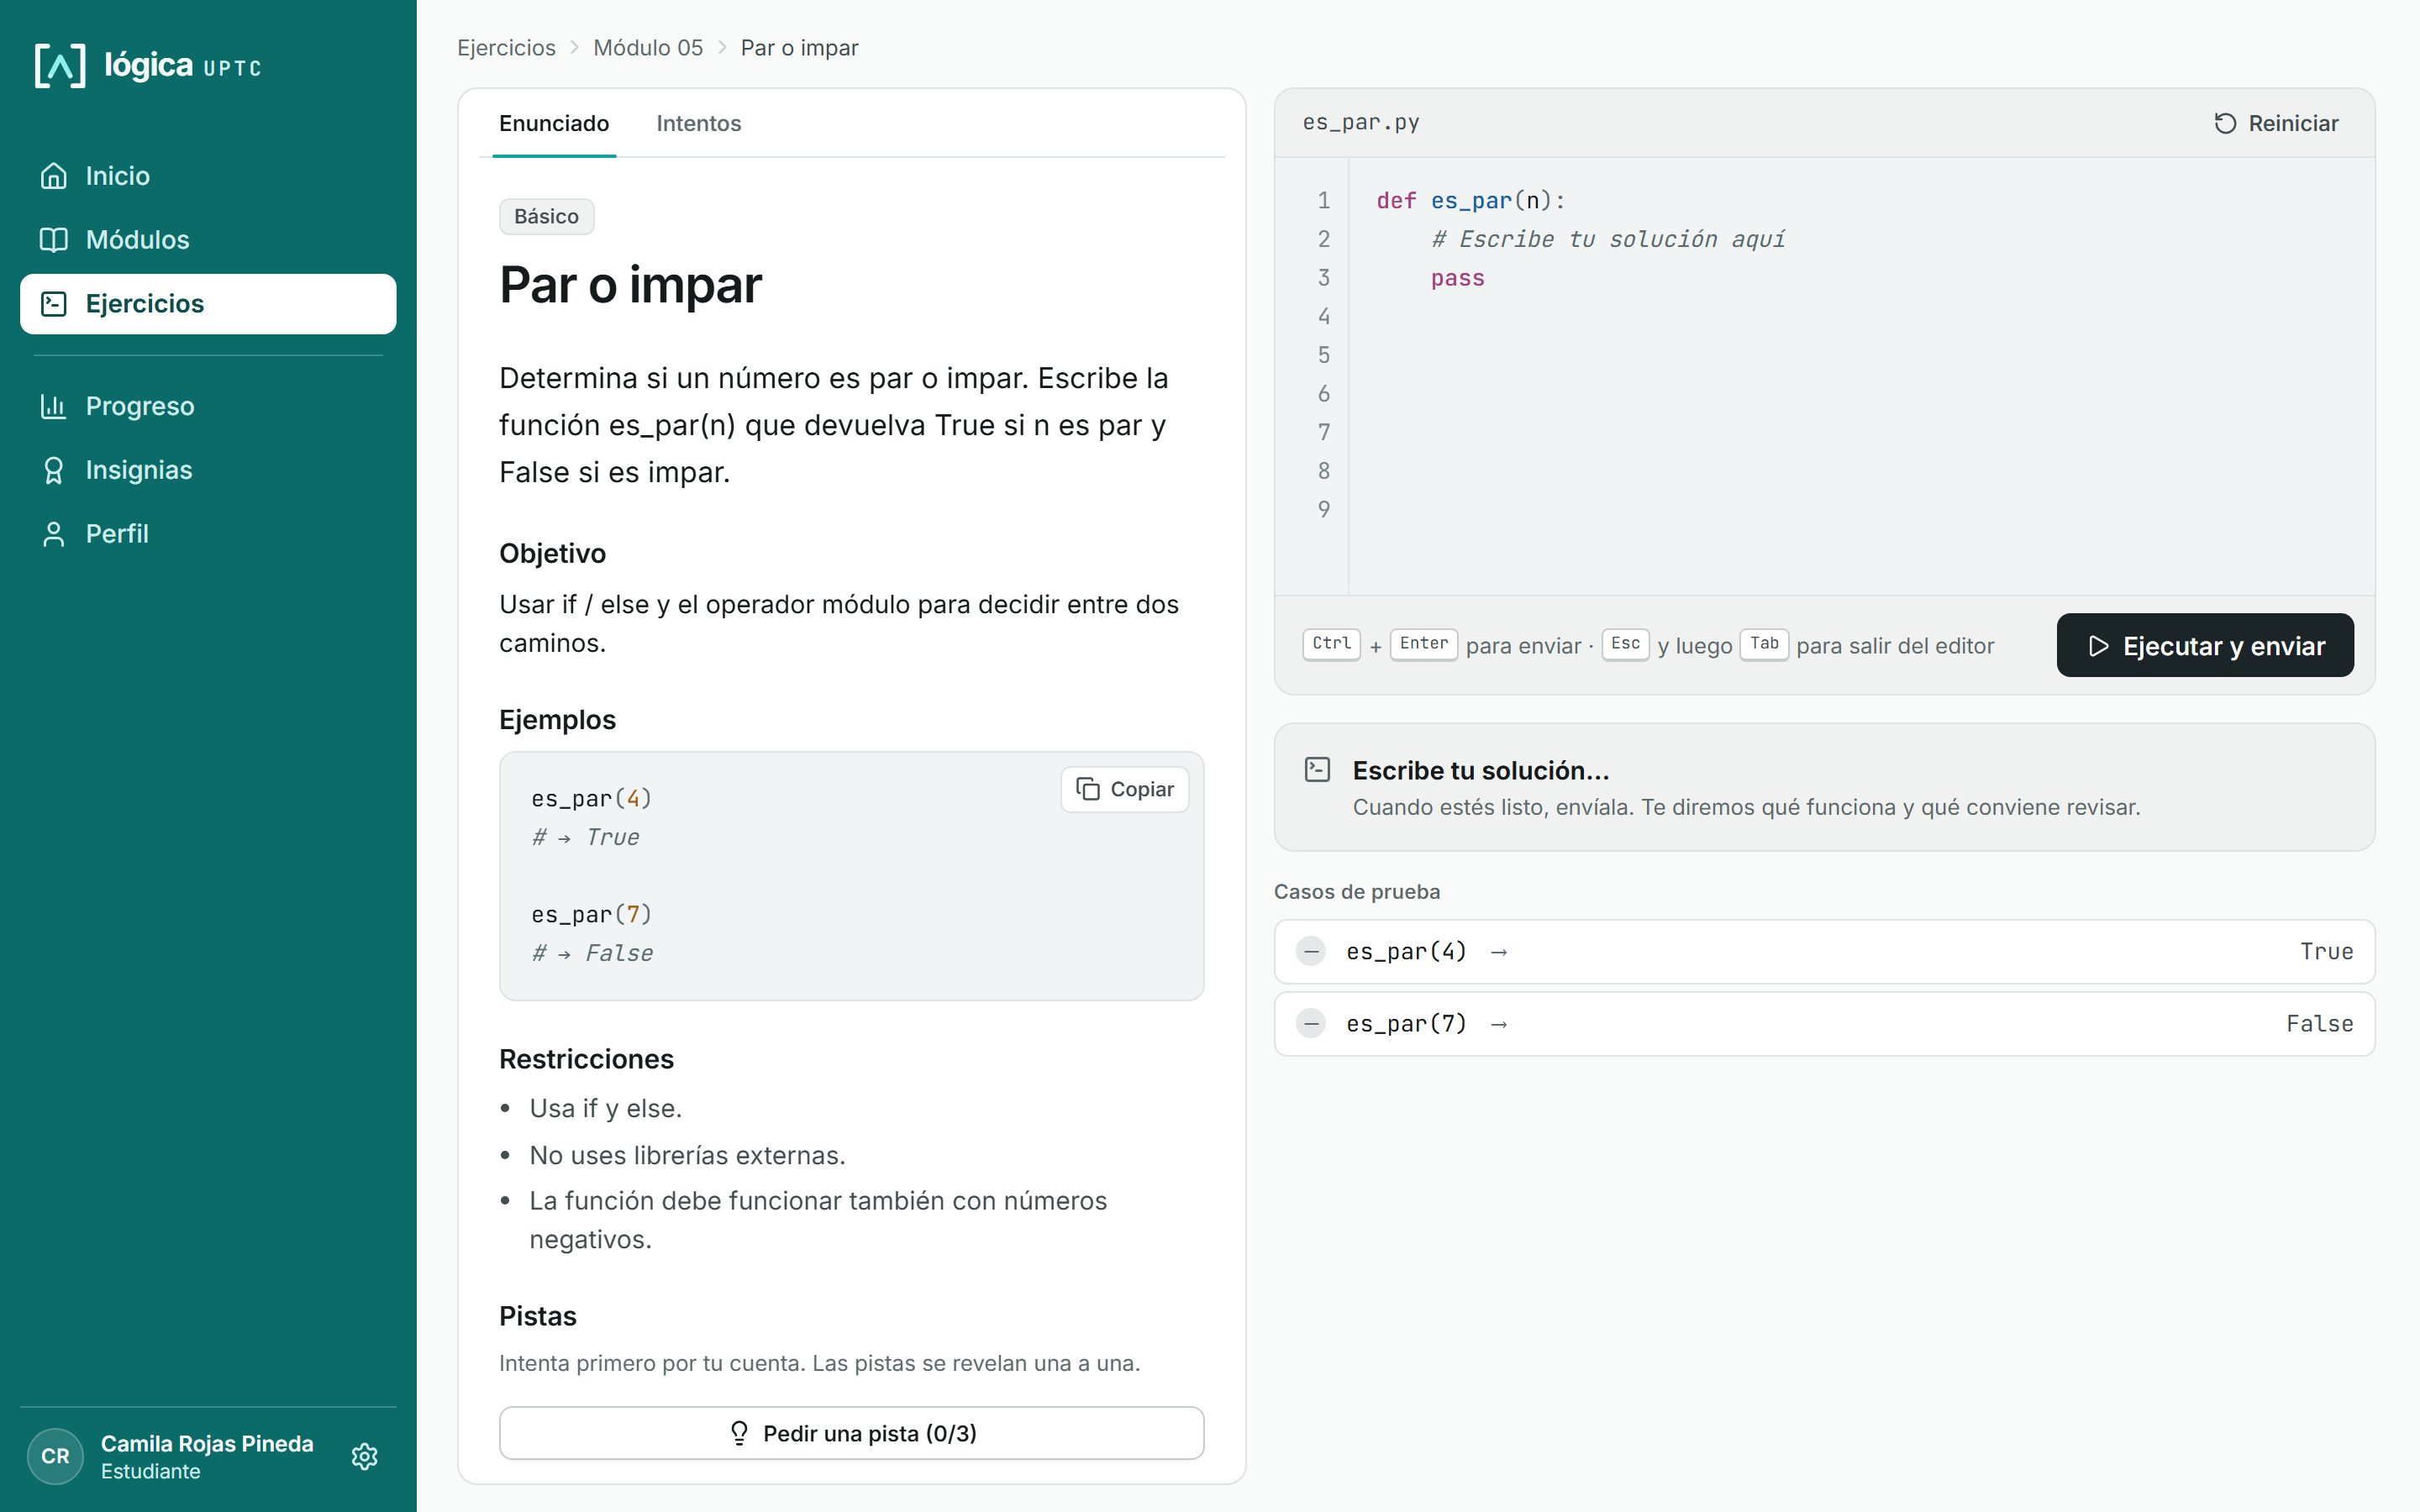 lógica UPTC
Inicio
Módulos
Ejercicios
Progreso
Insignias
Perfil
CR
Camila Rojas Pineda
Estudiante
Ejercicios > Módulo 05 > Par o impar
Enunciado Intentos
Básico
Par o impar
Determina si un número es par o impar. Escribe la
función es_par(n) que devuelva True si n es par y
False si es impar.
Objetivo
Usar if / else y el operador módulo para decidir entre dos
caminos.
Ejemplos
Copiar
es_par(4)
# → True
es_par(7)
# → False
Restricciones
• Usa if y else.
• No uses librerías externas.
• La función debe funcionar también con números
negativos.
Pistas
Intenta primero por tu cuenta. Las pistas se revelan una a una.
Pedir una pista (0/3)
es_par.py Reiniciar
1 def es_par(n):
2     # Escribe tu solución aquí
3     pass
4
5
6
7
8
9
Ctrl + Enter para enviar · Esc y luego Tab para salir del editor
Ejecutar y enviar
Escribe tu solución...
Cuando estés listo, envíala. Te diremos qué funciona y qué conviene revisar.
Casos de prueba
es_par(4) → True
es_par(7) → False